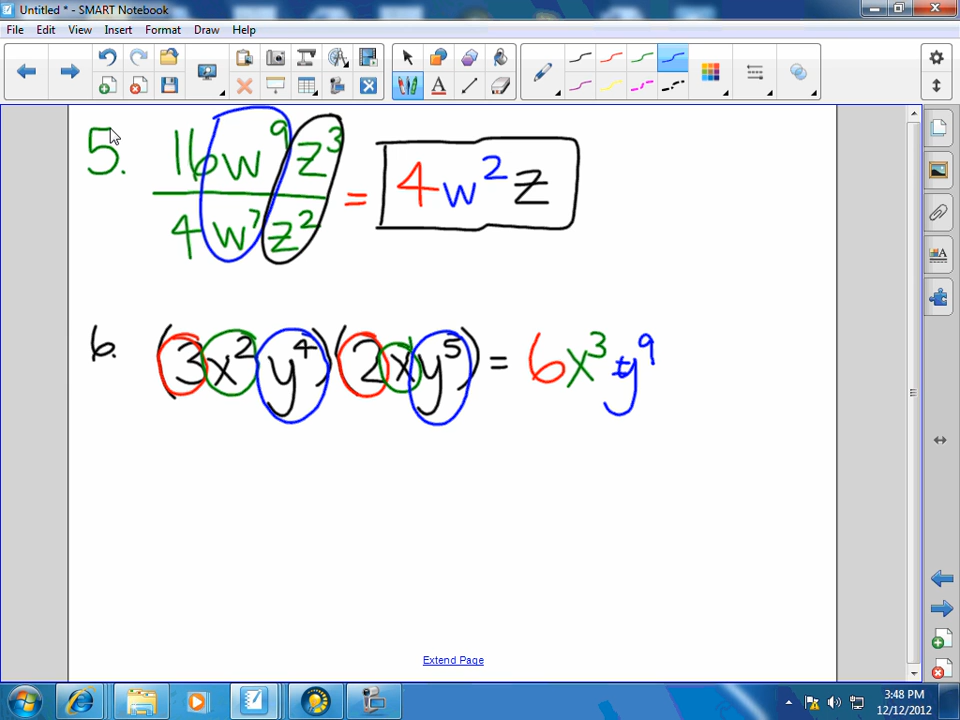 Untitled * - SMART Notebook
File Edit View Insert Format Draw Help
5. 16w⁹z³ / 4w⁷z² = 4w²z
6. (3x²y⁴)(2xy⁵) = 6x³y⁹
Extend Page
3:48 PM
12/12/2012